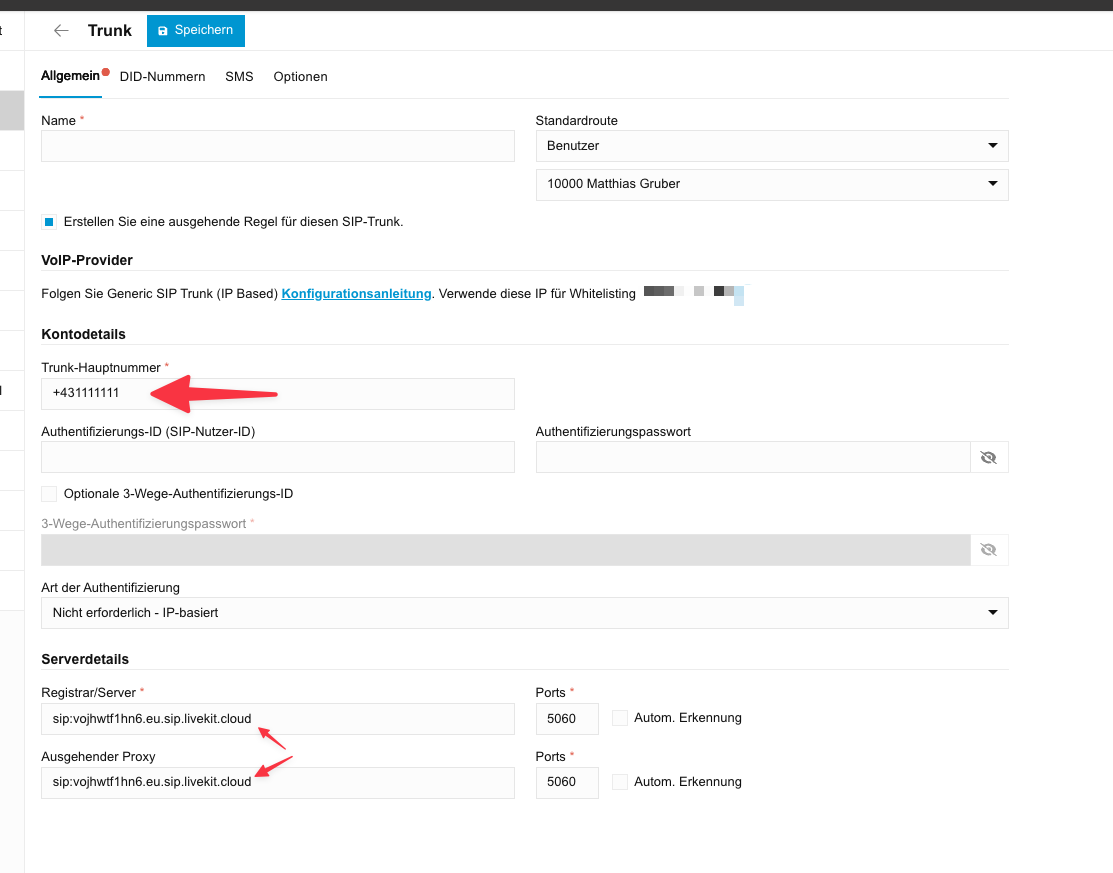 t
Trunk
Speichern
Allgemein DID-Nummern SMS Optionen
Name *
Standardroute
Benutzer
10000 Matthias Gruber
Erstellen Sie eine ausgehende Regel für diesen SIP-Trunk.
VoIP-Provider
Folgen Sie Generic SIP Trunk (IP Based) Konfigurationsanleitung. Verwende diese IP für Whitelisting
Kontodetails
Trunk-Hauptnummer *
+431111111
Authentifizierungs-ID (SIP-Nutzer-ID)
Authentifizierungspasswort
Optionale 3-Wege-Authentifizierungs-ID
3-Wege-Authentifizierungspasswort *
Art der Authentifizierung
Nicht erforderlich - IP-basiert
Serverdetails
Registrar/Server *
Ports *
sip:vojhwtf1hn6.eu.sip.livekit.cloud
5060
Autom. Erkennung
Ausgehender Proxy
Ports *
sip:vojhwtf1hn6.eu.sip.livekit.cloud
5060
Autom. Erkennung